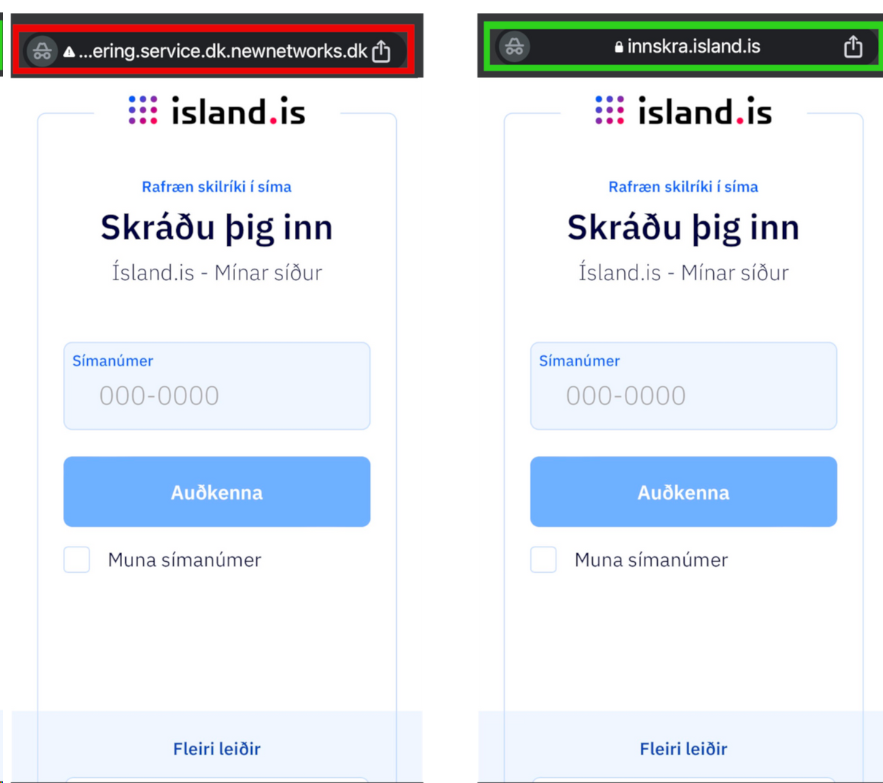 ...ering.service.dk.newnetworks.dk
island.is
Rafræn skilríki í síma
Skráðu þig inn
Ísland.is - Mínar síður
Símanúmer
000-0000
Auðkenna
Muna símanúmer
Fleiri leiðir
innskra.island.is
island.is
Rafræn skilríki í síma
Skráðu þig inn
Ísland.is - Mínar síður
Símanúmer
000-0000
Auðkenna
Muna símanúmer
Fleiri leiðir